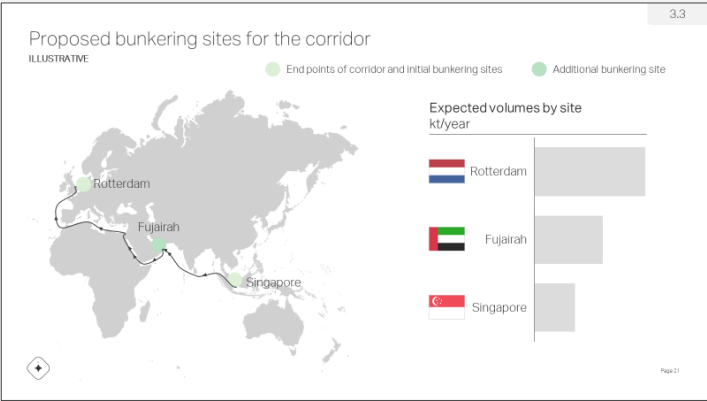 3.3
Proposed bunkering sites for the corridor
ILLUSTRATIVE
End points of corridor and initial bunkering sites
Additional bunkering site
Rotterdam
Fujairah
Singapore
Expected volumes by site
kt/year
Rotterdam
Fujairah
Singapore
Page 21